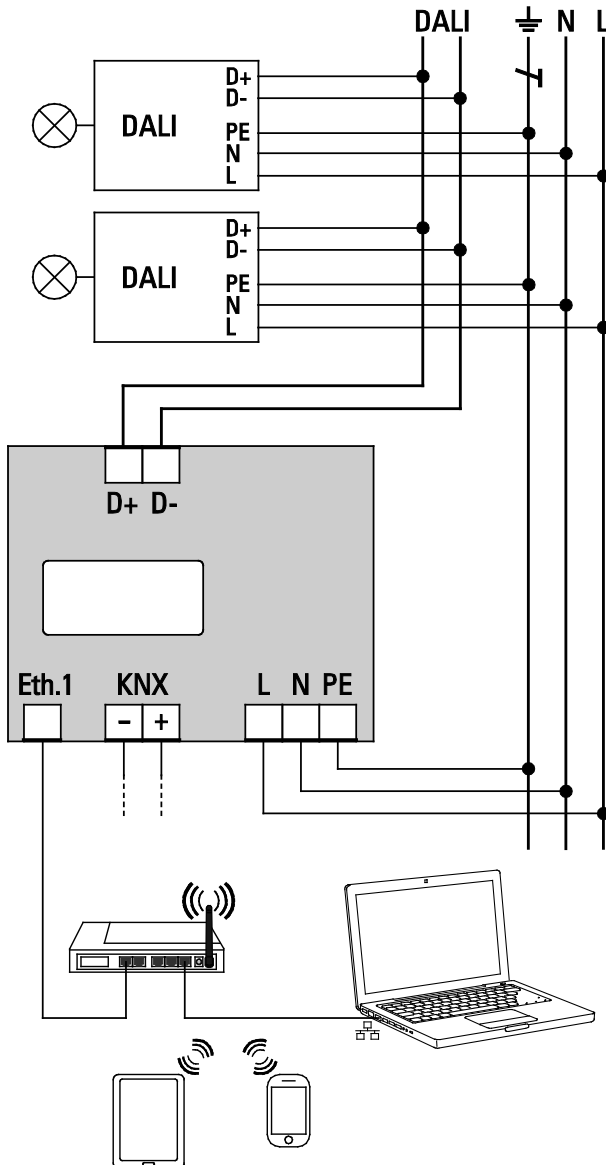 DALI N L
D+
D-
DALI
PE
N
L
D+
D-
DALI
PE
N
L
D+ D-
Eth.1 KNX L N PE
- +